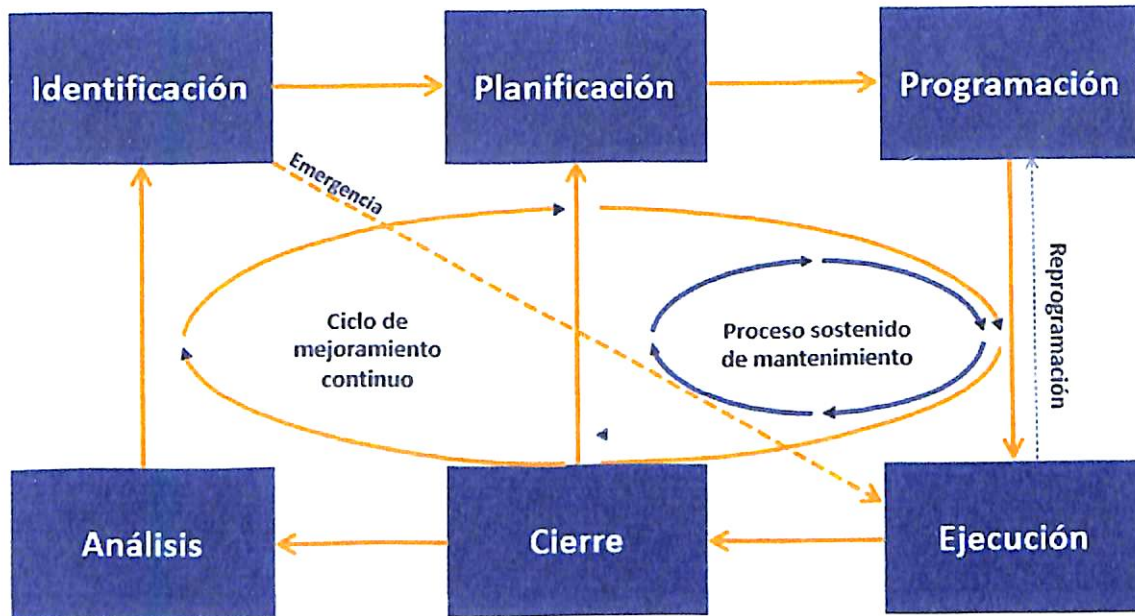 Identificación
Planificación
Programación
Emergencia
Reprogramación
Ciclo de
mejoramiento
continuo
Proceso sostenido
de mantenimiento
Análisis
Cierre
Ejecución